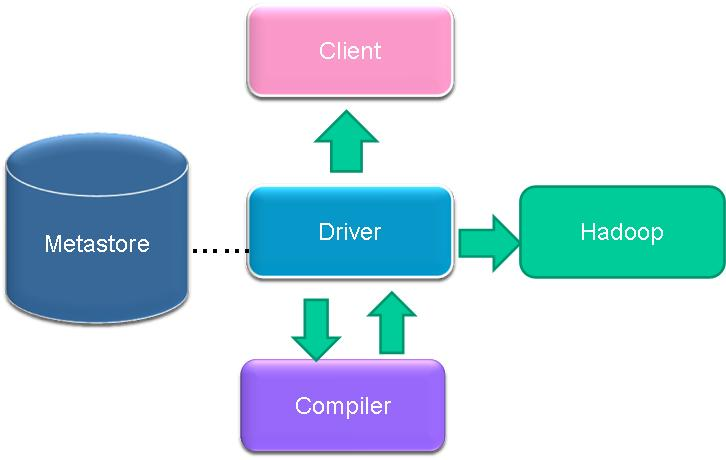 Client
Metastore
Driver
Hadoop
Compiler